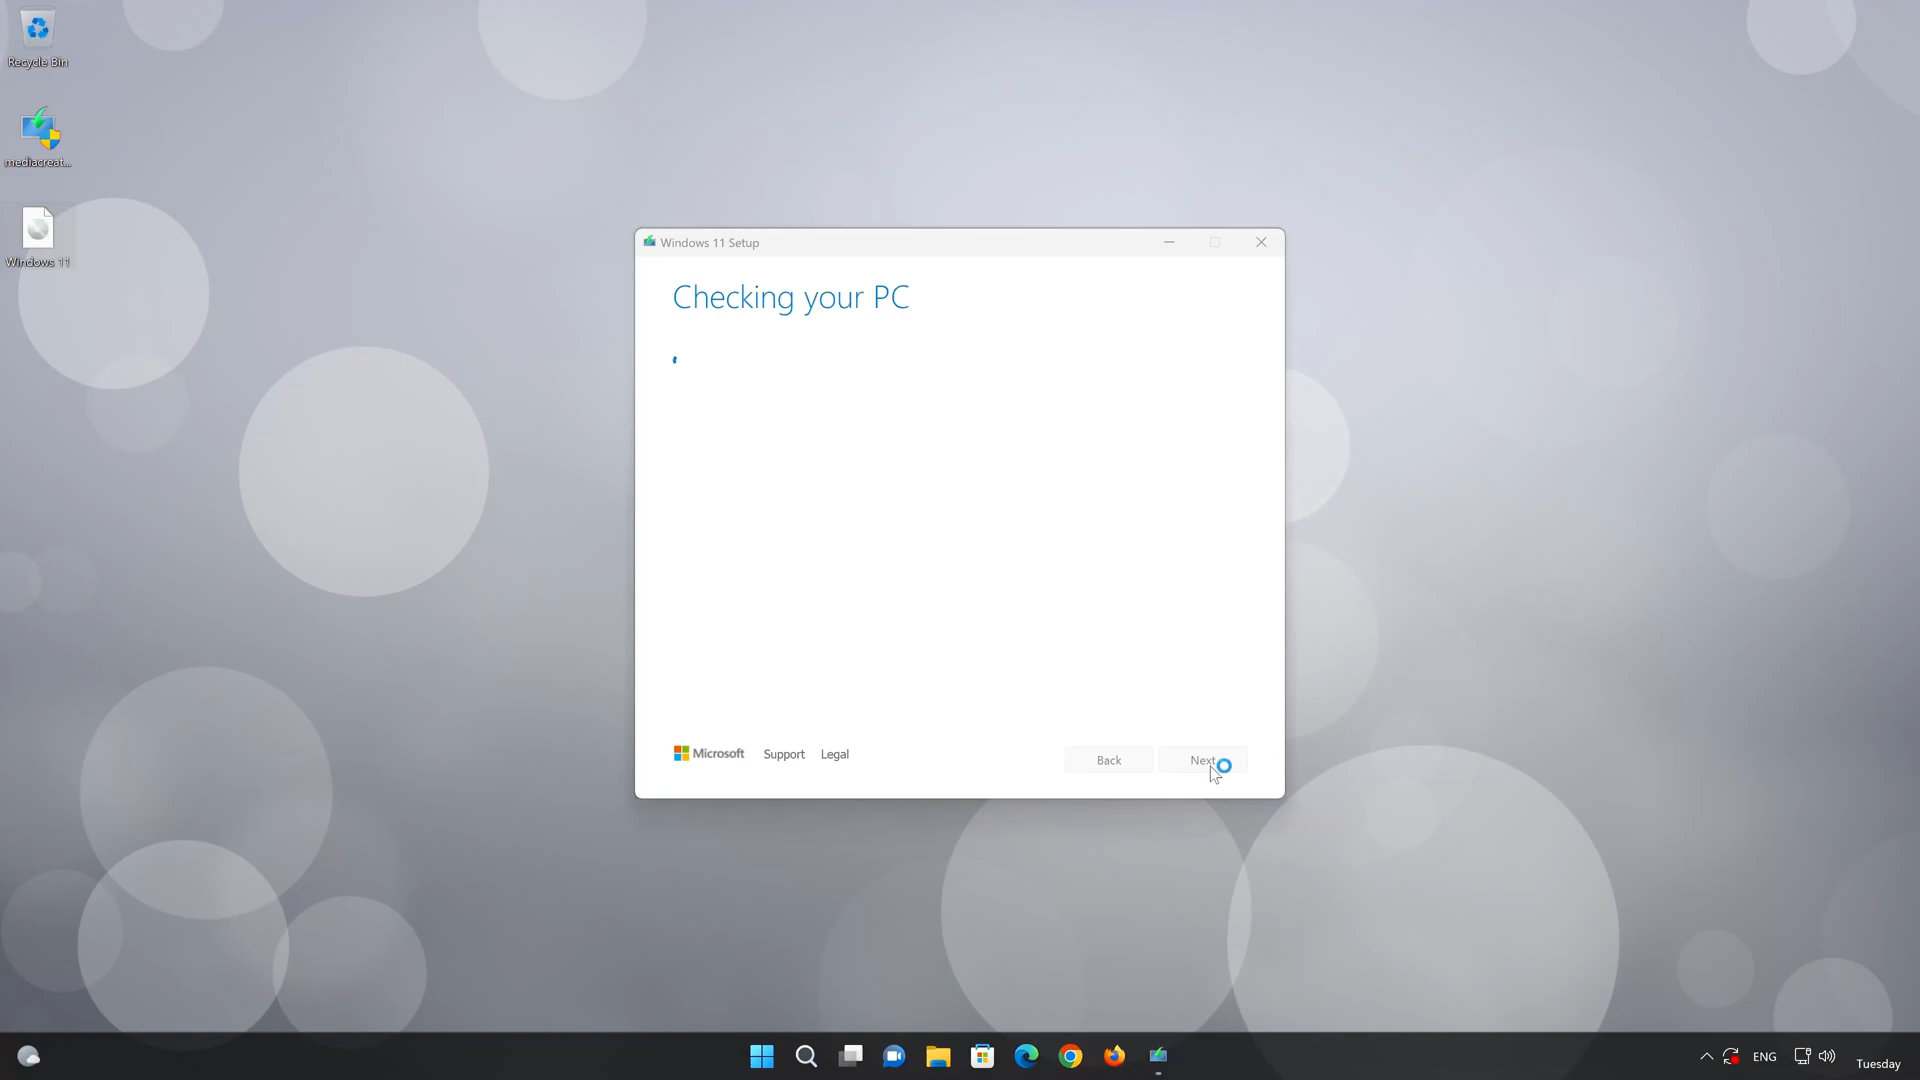 Recycle Bin
mediacreat...
Windows 11
Windows 11 Setup
Checking your PC
Microsoft
Support
Legal
Back
Next
ENG
Tuesday